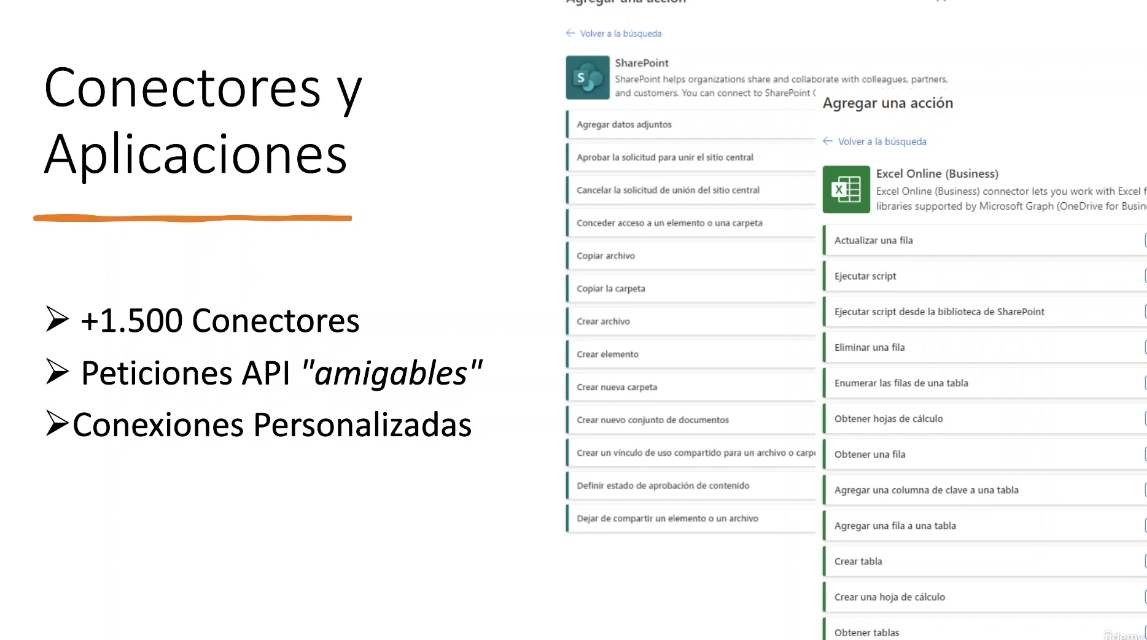 Conectores y
Aplicaciones
➢ +1.500 Conectores
➢ Peticiones API "amigables"
➢Conexiones Personalizadas
Agregar una acción
← Volver a la búsqueda
SharePoint
SharePoint helps organizations share and collaborate with colleagues, partners,
and customers. You can connect to SharePoint
Agregar datos adjuntos
Aprobar la solicitud para unir el sitio central
Cancelar la solicitud de unión del sitio central
Conceder acceso a un elemento o una carpeta
Copiar archivo
Copiar la carpeta
Crear archivo
Crear elemento
Crear nueva carpeta
Crear nuevo conjunto de documentos
Crear un vínculo de uso compartido para un archivo o carpe
Definir estado de aprobación de contenido
Dejar de compartir un elemento o un archivo
Agregar una acción
← Volver a la búsqueda
Excel Online (Business)
Excel Online (Business) connector lets you work with Excel f
libraries supported by Microsoft Graph (OneDrive for Busin
Actualizar una fila
Ejecutar script
Ejecutar script desde la biblioteca de SharePoint
Eliminar una fila
Enumerar las filas de una tabla
Obtener hojas de cálculo
Obtener una fila
Agregar una columna de clave a una tabla
Agregar una fila a una tabla
Crear tabla
Crear una hoja de cálculo
Obtener tablas